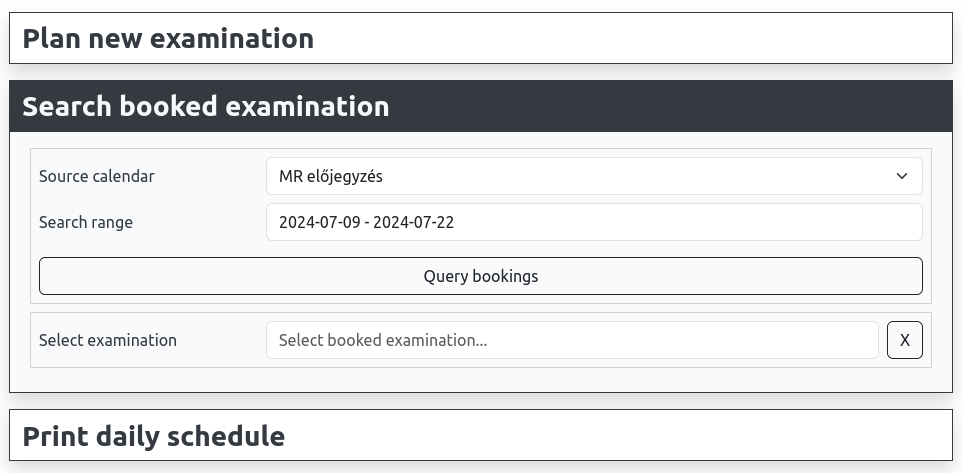 Plan new examination
Search booked examination
Source calendar
MR előjegyzés
Search range
2024-07-09 - 2024-07-22
Query bookings
Select examination
Select booked examination...
X
Print daily schedule